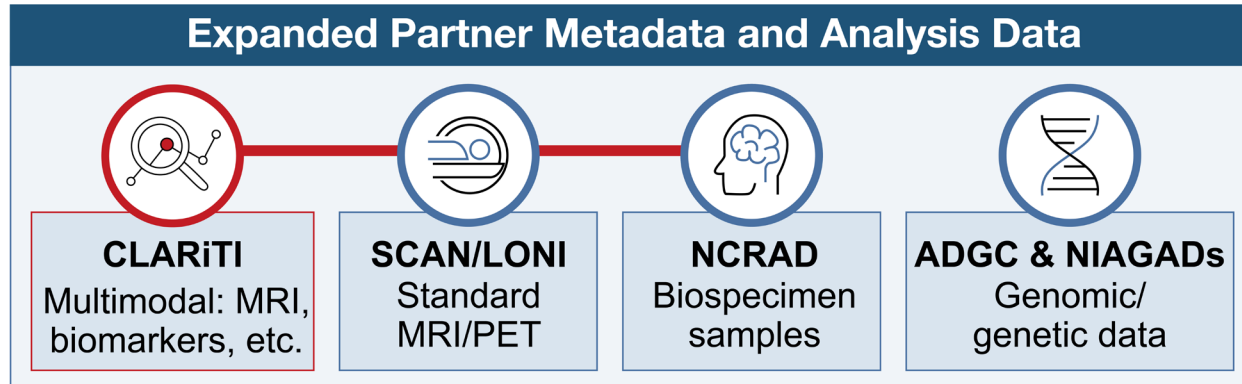 Expanded Partner Metadata and Analysis Data
CLARiTI
Multimodal: MRI,
biomarkers, etc.
SCAN/LONI
Standard
MRI/PET
NCRAD
Biospecimen
samples
ADGC & NIAGADs
Genomic/
genetic data